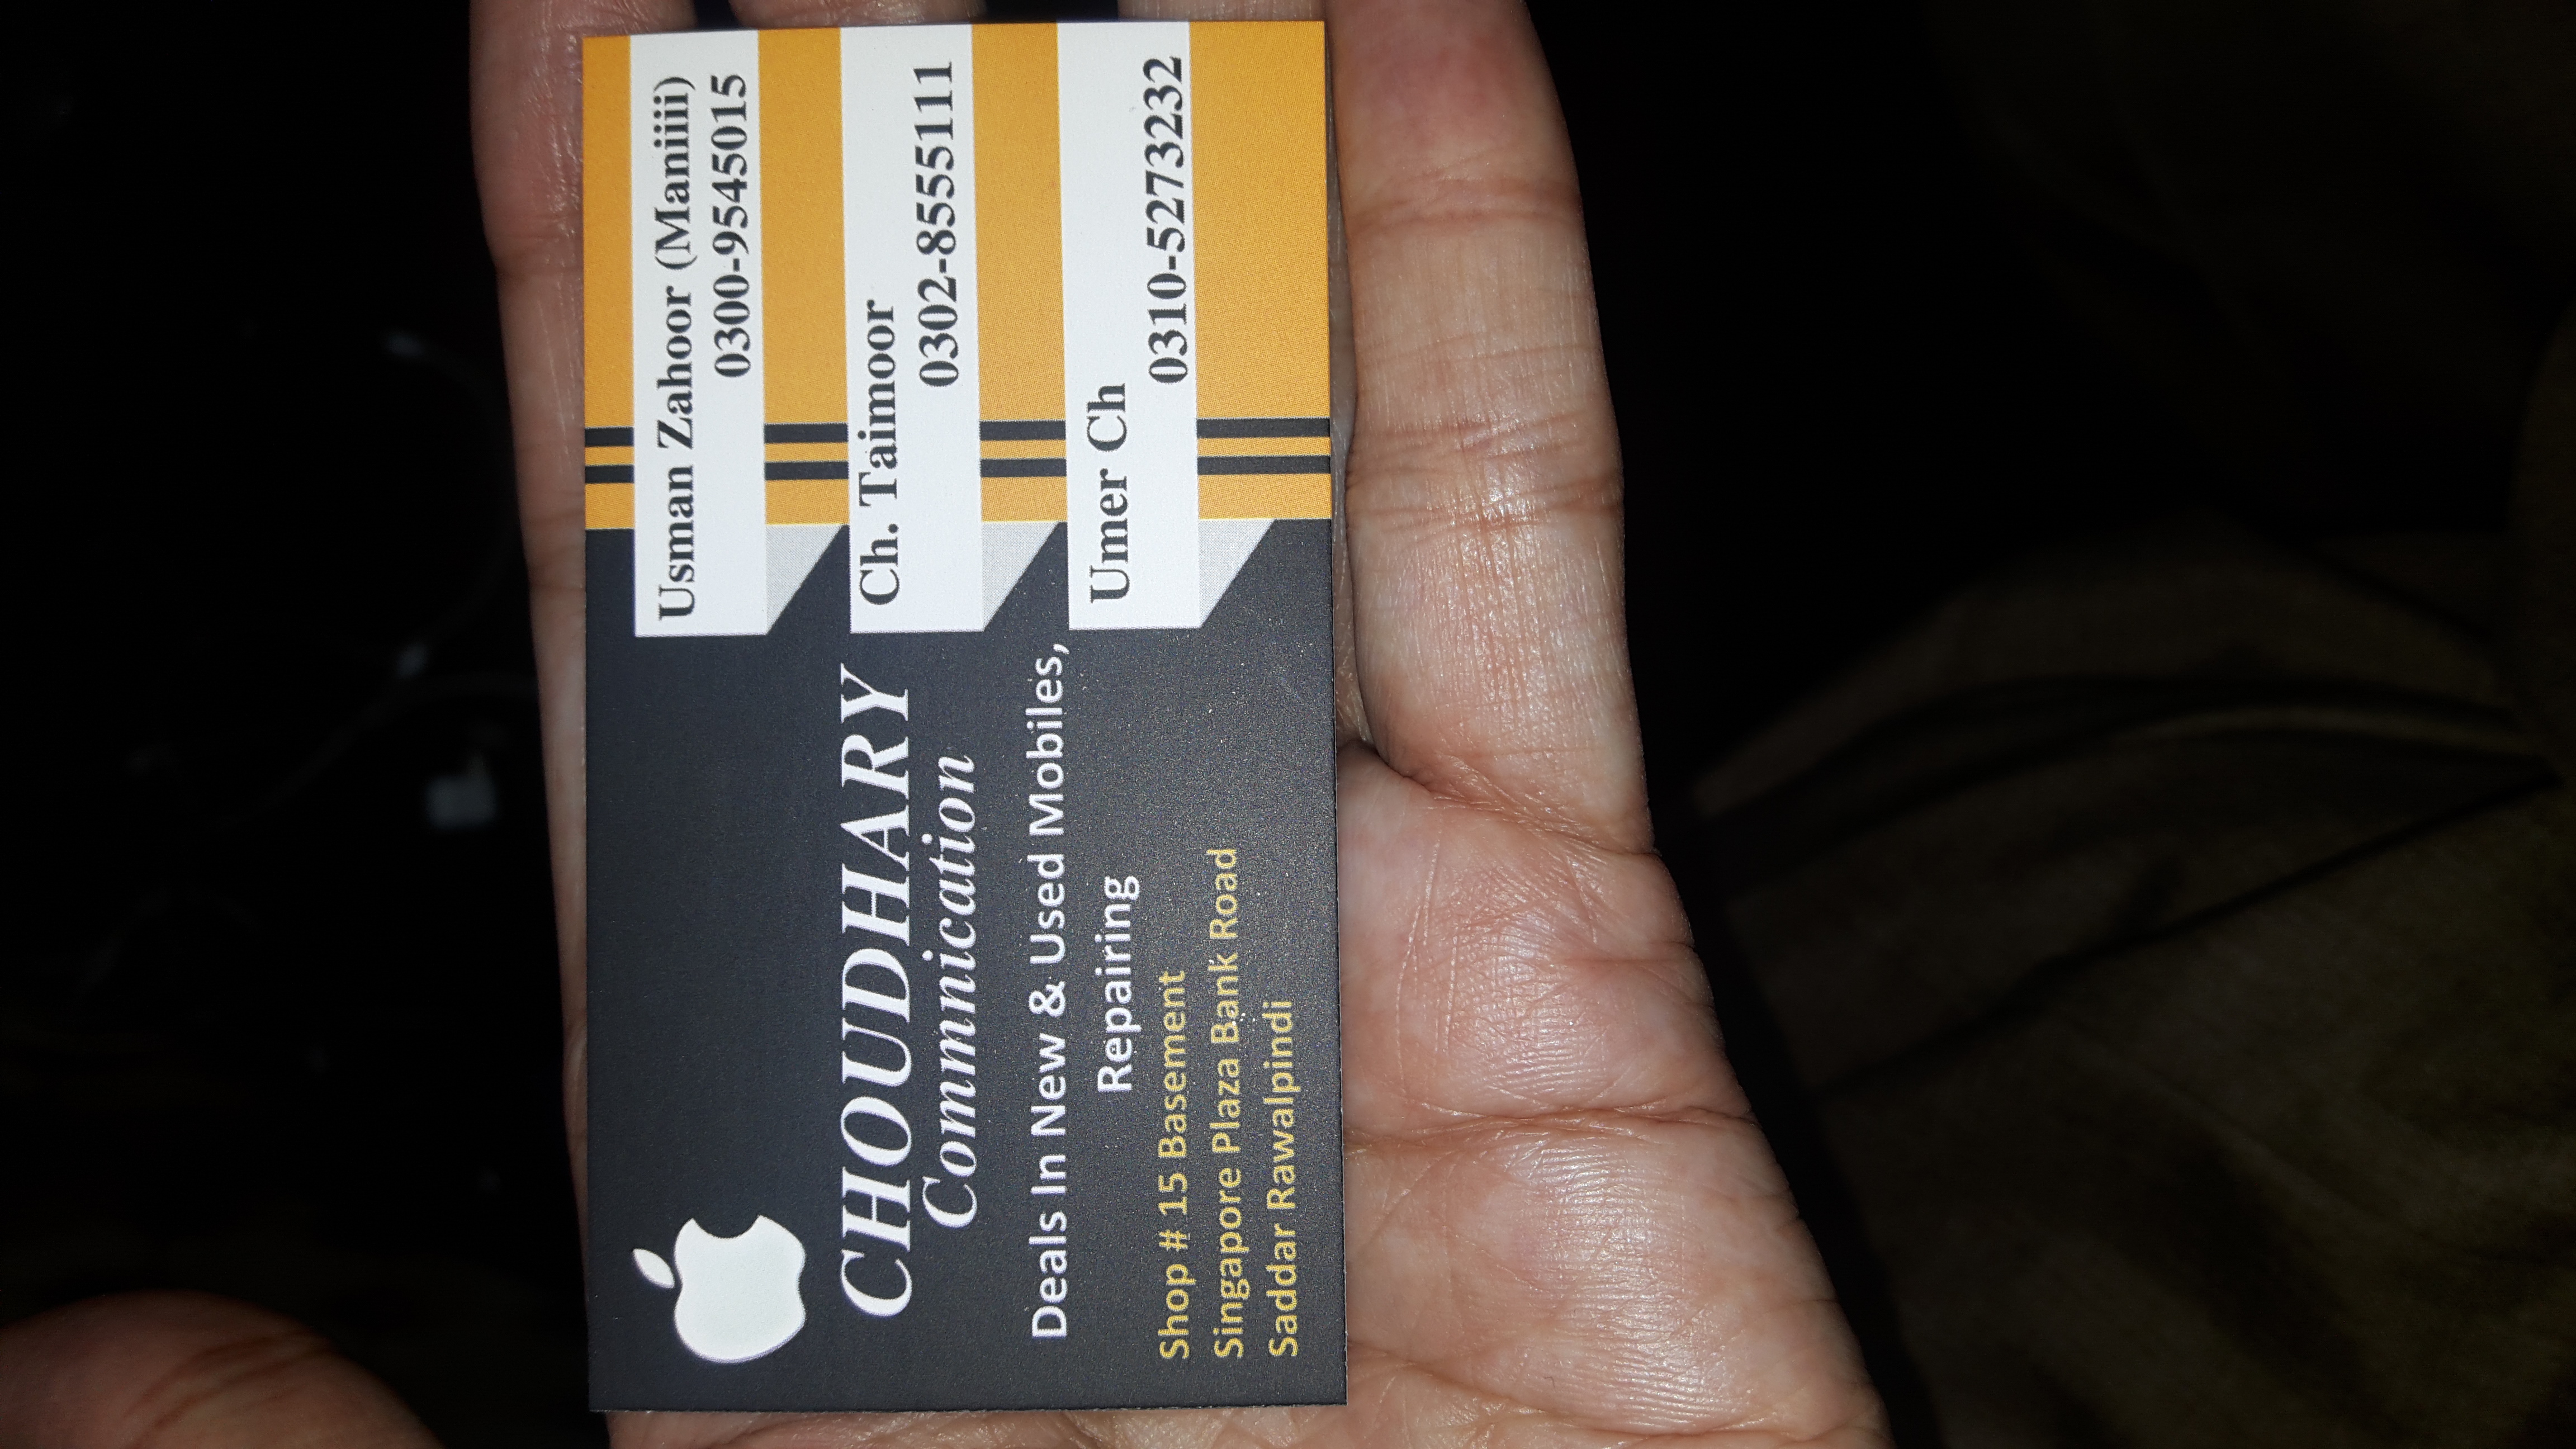 CHOUDHARY
Commnication
Deals In New & Used Mobiles,
Repairing
Shop # 15 Basement
Singapore Plaza Bank Road
Saddar Rawalpindi
Usman Zahoor (Maniiii)
0300-9545015
Ch. Taimoor
0302-8555111
Umer Ch
0310-5273232